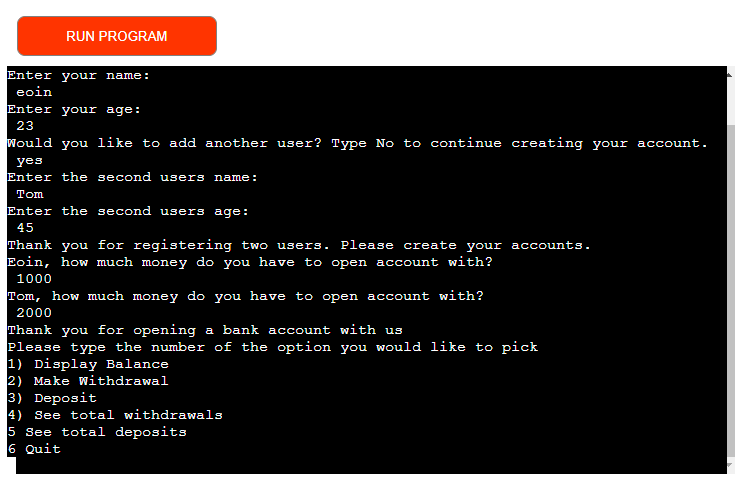 RUN PROGRAM
Enter your name:
eoin
Enter your age:
23
Would you like to add another user? Type No to continue creating your account.
yes
Enter the second users name:
Tom
Enter the second users age:
45
Thank you for registering two users. Please create your accounts.
Eoin, how much money do you have to open account with?
1000
Tom, how much money do you have to open account with?
2000
Thank you for opening a bank account with us
Please type the number of the option you would like to pick
1) Display Balance
2) Make Withdrawal
3) Deposit
4) See total withdrawals
5 See total deposits
6 Quit